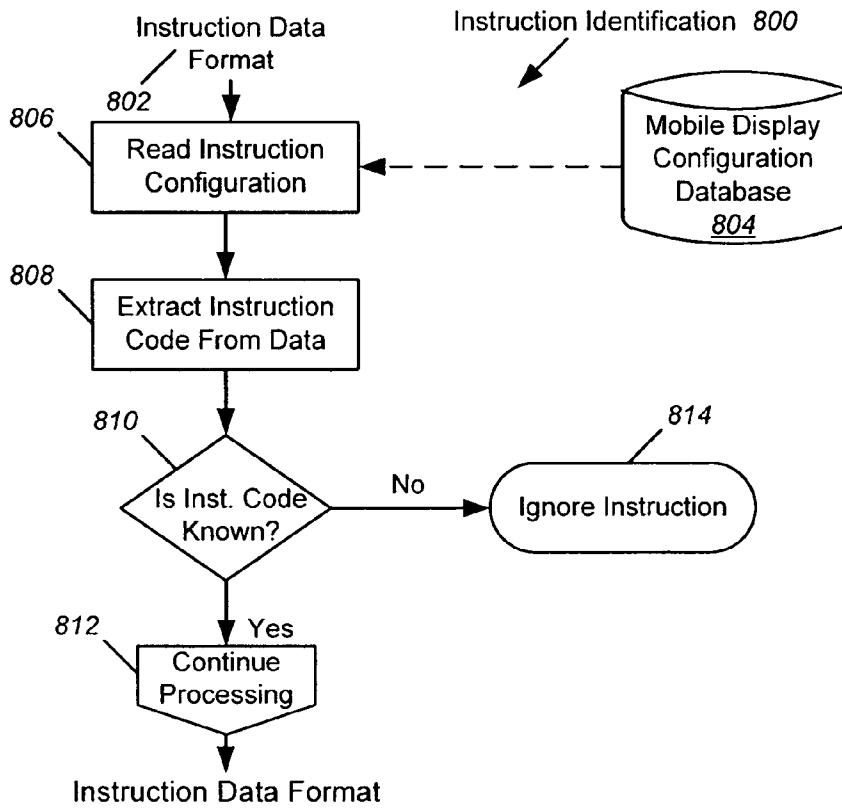 Instruction Data
Format
Instruction Identification 800
802
806
Read Instruction
Configuration
Mobile Display
Configuration
Database
804
808
Extract Instruction
Code From Data
810
Is Inst. Code
Known?
No
814
Ignore Instruction
Yes
812
Continue
Processing
Instruction Data Format